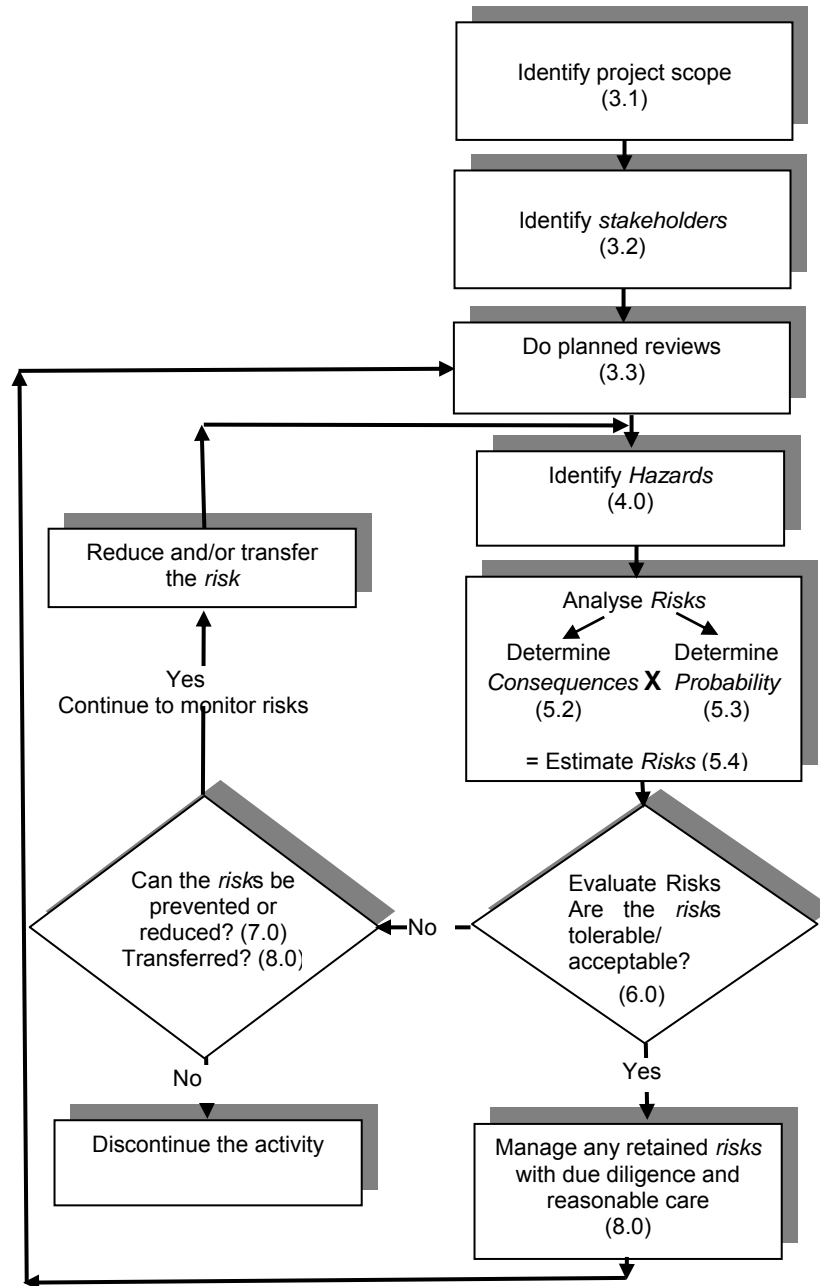 Identify project scope
(3.1)
Identify stakeholders
(3.2)
Do planned reviews
(3.3)
Identify Hazards
(4.0)
Reduce and/or transfer
the risk
Analyse Risks
Determine Determine
Consequences X Probability
(5.2) (5.3)
= Estimate Risks (5.4)
Yes
Continue to monitor risks
Can the risks be
prevented or
reduced? (7.0)
Transferred? (8.0)
No
Evaluate Risks
Are the risks
tolerable/
acceptable?
(6.0)
No
Yes
Discontinue the activity
Manage any retained risks
with due diligence and
reasonable care
(8.0)